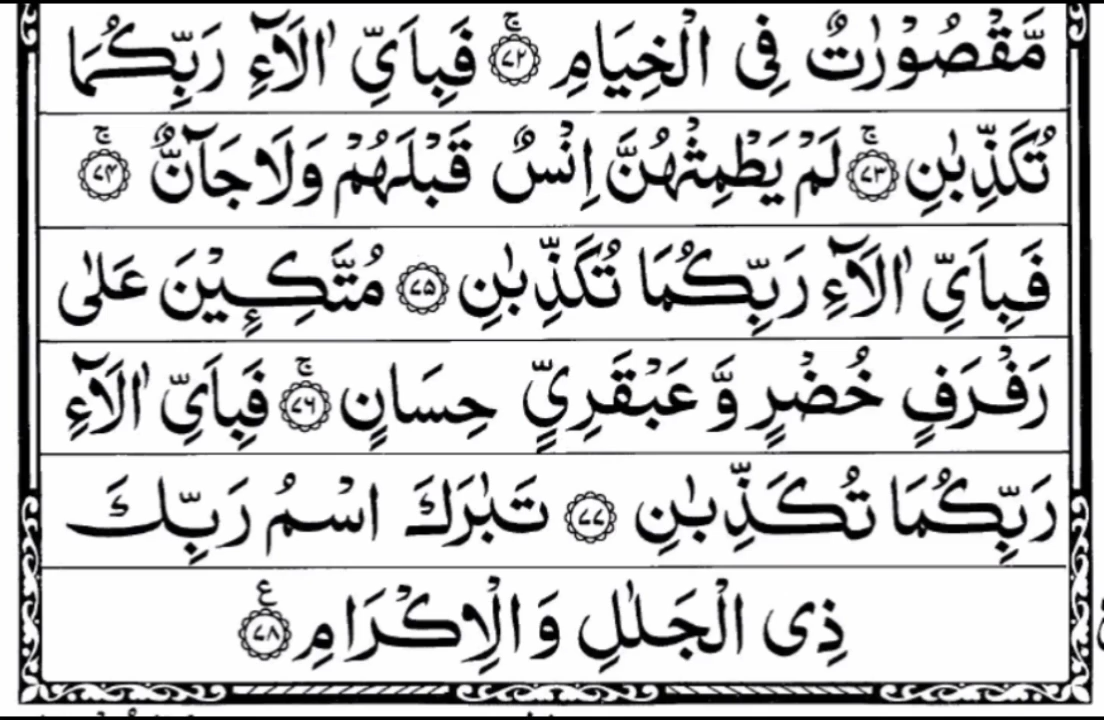 مَّقْصُوْرٰتٌ فِی الْخِیَامِ ۚ﴿۷۲﴾ فَبِاَیِّ اٰلَآءِ رَبِّكُمَا
تُكَذِّبٰنِ ۚ﴿۷۳﴾ لَمْ یَطْمِثْهُنَّ اِنْسٌ قَبْلَهُمْ وَلَا جَآنٌّ ۚ﴿۷۴﴾
فَبِاَیِّ اٰلَآءِ رَبِّكُمَا تُكَذِّبٰنِ ﴿۷۵﴾ مُتَّكِـِٕیْنَ عَلٰی
رَفْرَفٍ خُضْرٍ وَّ عَبْقَرِیٍّ حِسَانٍ ۚ﴿۷۶﴾ فَبِاَیِّ اٰلَآءِ
رَبِّكُمَا تُكَذِّبٰنِ ﴿۷۷﴾ تَبٰرَكَ اسْمُ رَبِّكَ
ذِی الْجَلٰلِ وَ الْاِكْرَامِ ﴿۷۸﴾ ع